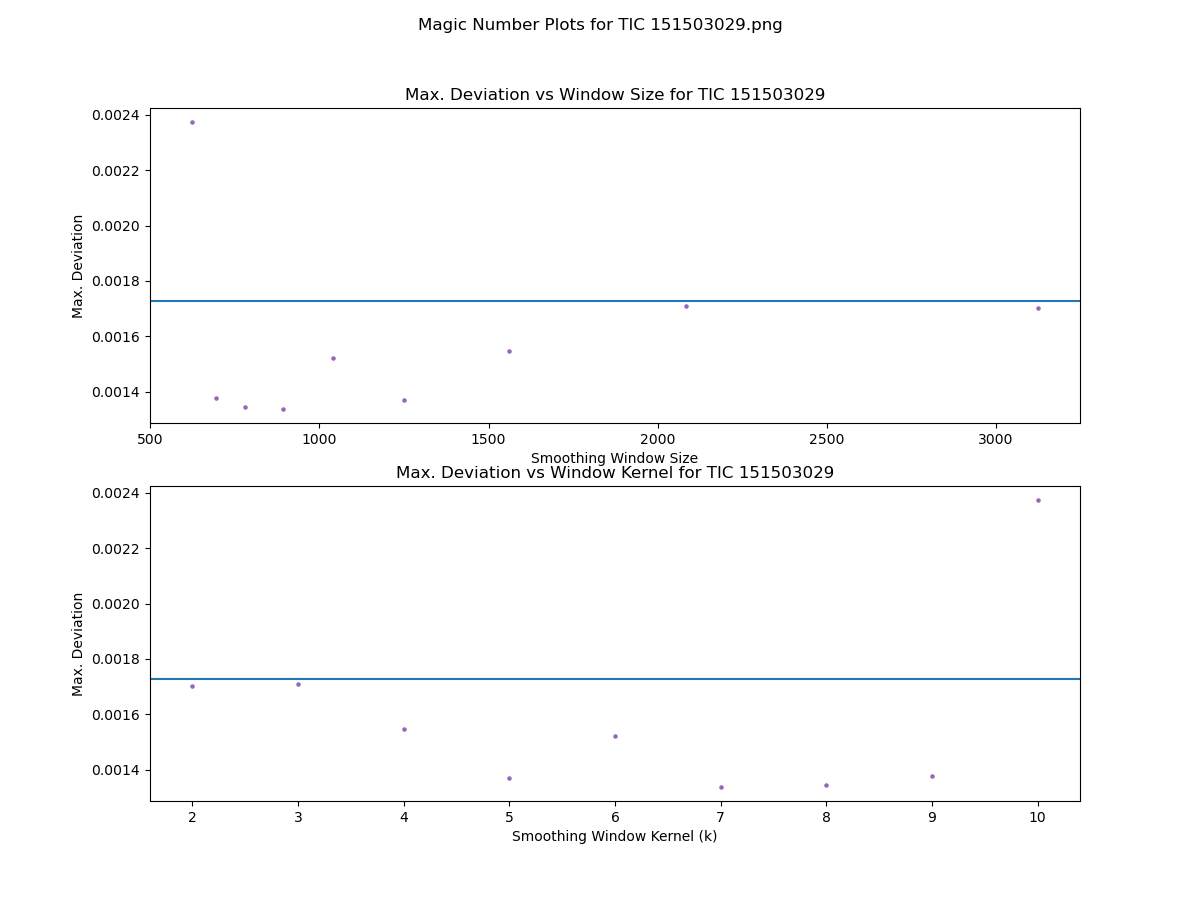 Magic Number Plots for TIC 151503029.png
Max. Deviation vs Window Size for TIC 151503029
0.0024
0.0022
0.0020
0.0018
0.0016
0.0014
Max. Deviation
500 1000 1500 2000 2500 3000
Smoothing Window Size
Max. Deviation vs Window Kernel for TIC 151503029
0.0024
0.0022
0.0020
0.0018
0.0016
0.0014
Max. Deviation
2 3 4 5 6 7 8 9 10
Smoothing Window Kernel (k)